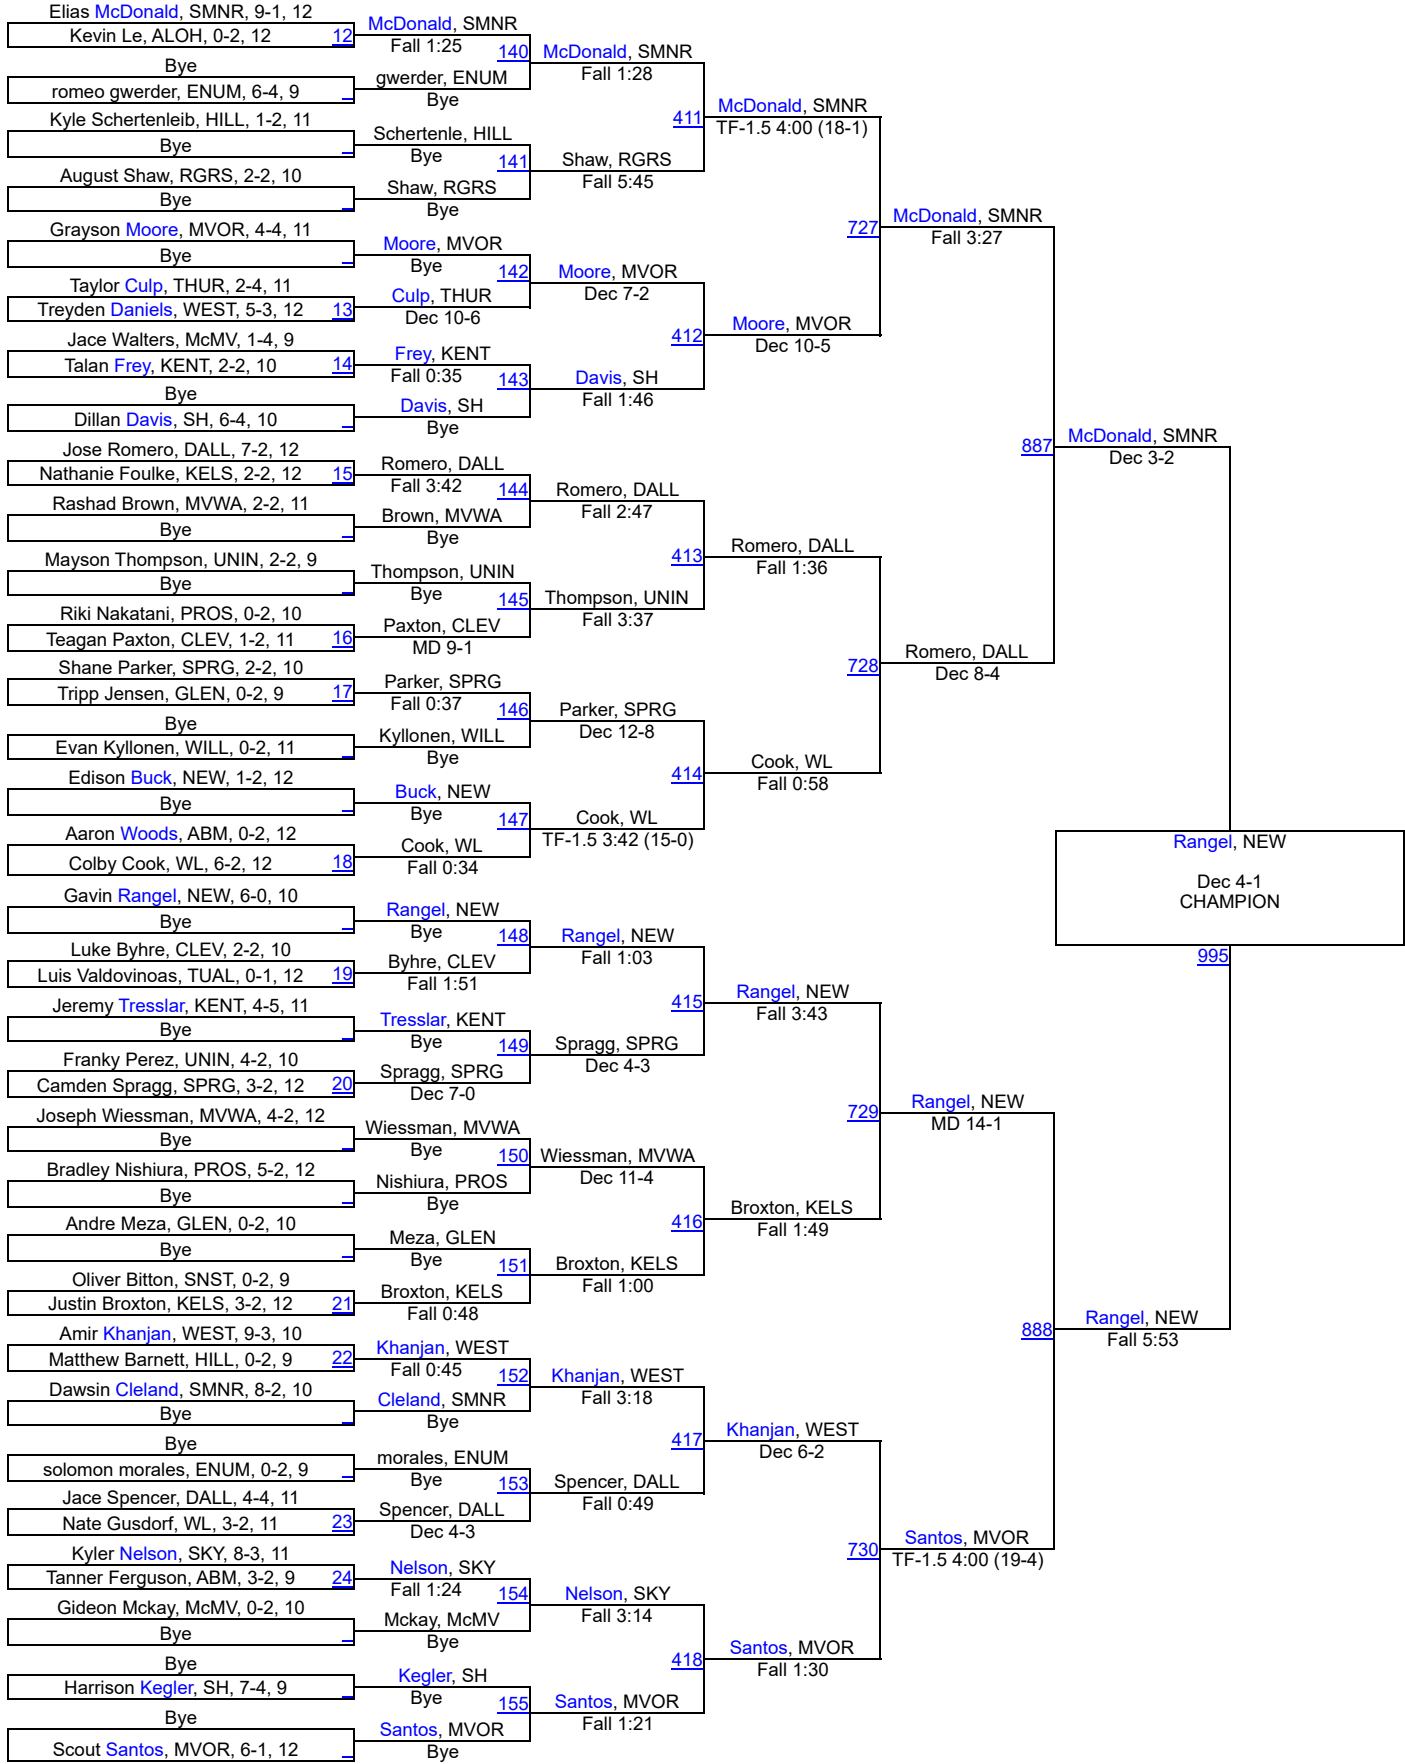 Elias McDonald, SMNR, 9-1, 12
Kevin Le, ALOH, 0-2, 12 12
Bye
romeo gwerder, ENUM, 6-4, 9
Kyle Schertenleib, HILL, 1-2, 11
Bye
August Shaw, RGRS, 2-2, 10
Bye
Grayson Moore, MVOR, 4-4, 11
Bye
Taylor Culp, THUR, 2-4, 11
Treyden Daniels, WEST, 5-3, 12 13
Jace Walters, McMV, 1-4, 9
Talan Frey, KENT, 2-2, 10 14
Bye
Dillan Davis, SH, 6-4, 10
Jose Romero, DALL, 7-2, 12
Nathanie Foulke, KELS, 2-2, 12 15
Rashad Brown, MVWA, 2-2, 11
Bye
Mayson Thompson, UNIN, 2-2, 9
Bye
Riki Nakatani, PROS, 0-2, 10
Teagan Paxton, CLEV, 1-2, 11 16
Shane Parker, SPRG, 2-2, 10
Tripp Jensen, GLEN, 0-2, 9 17
Bye
Evan Kyllonen, WILL, 0-2, 11
Edison Buck, NEW, 1-2, 12
Bye
Aaron Woods, ABM, 0-2, 12
Colby Cook, WL, 6-2, 12 18
Gavin Rangel, NEW, 6-0, 10
Bye
Luke Byhre, CLEV, 2-2, 10
Luis Valdovinoas, TUAL, 0-1, 12 19
Jeremy Tresslar, KENT, 4-5, 11
Bye
Franky Perez, UNIN, 4-2, 10
Camden Spragg, SPRG, 3-2, 12 20
Joseph Wiessman, MVWA, 4-2, 12
Bye
Bradley Nishiura, PROS, 5-2, 12
Bye
Andre Meza, GLEN, 0-2, 10
Bye
Oliver Bitton, SNST, 0-2, 9
Justin Broxton, KELS, 3-2, 12 21
Amir Khanjan, WEST, 9-3, 10
Matthew Barnett, HILL, 0-2, 9 22
Dawsin Cleland, SMNR, 8-2, 10
Bye
Bye
solomon morales, ENUM, 0-2, 9
Jace Spencer, DALL, 4-4, 11
Nate Gusdorf, WL, 3-2, 11 23
Kyler Nelson, SKY, 8-3, 11
Tanner Ferguson, ABM, 3-2, 9 24
Gideon Mckay, McMV, 0-2, 10
Bye
Bye
Harrison Kegler, SH, 7-4, 9
Bye
Scout Santos, MVOR, 6-1, 12
McDonald, SMNR
Fall 1:25
140
gwerder, ENUM
Bye
Schertenle, HILL
Bye
141
Shaw, RGRS
Bye
Moore, MVOR
Bye
142
Culp, THUR
Dec 10-6
Frey, KENT
Fall 0:35
143
Davis, SH
Bye
Romero, DALL
Fall 3:42
144
Brown, MVWA
Bye
Thompson, UNIN
Bye
145
Paxton, CLEV
MD 9-1
Parker, SPRG
Fall 0:37
146
Kyllonen, WILL
Bye
Buck, NEW
Bye
147
Cook, WL
Fall 0:34
Rangel, NEW
Bye
148
Byhre, CLEV
Fall 1:51
Tresslar, KENT
Bye
149
Spragg, SPRG
Dec 7-0
Wiessman, MVWA
Bye
150
Nishiura, PROS
Bye
Meza, GLEN
Bye
151
Broxton, KELS
Fall 0:48
Khanjan, WEST
Fall 0:45
152
Cleland, SMNR
Bye
morales, ENUM
Bye
153
Spencer, DALL
Dec 4-3
Nelson, SKY
Fall 1:24
154
Mckay, McMV
Bye
Kegler, SH
Bye
155
Santos, MVOR
Bye
McDonald, SMNR
Fall 1:28
411
Shaw, RGRS
Fall 5:45
Moore, MVOR
Dec 7-2
412
Davis, SH
Fall 1:46
Romero, DALL
Fall 2:47
413
Thompson, UNIN
Fall 3:37
Parker, SPRG
Dec 12-8
414
Cook, WL
TF-1.5 3:42 (15-0)
Rangel, NEW
Fall 1:03
415
Spragg, SPRG
Dec 4-3
Wiessman, MVWA
Dec 11-4
416
Broxton, KELS
Fall 1:00
Khanjan, WEST
Fall 3:18
417
Spencer, DALL
Fall 0:49
Nelson, SKY
Fall 3:14
418
Santos, MVOR
Fall 1:21
McDonald, SMNR
TF-1.5 4:00 (18-1)
727
Moore, MVOR
Dec 10-5
Romero, DALL
Fall 1:36
728
Cook, WL
Fall 0:58
Rangel, NEW
Fall 3:43
729
Broxton, KELS
Fall 1:49
Khanjan, WEST
Dec 6-2
730
Santos, MVOR
Fall 1:30
McDonald, SMNR
Fall 3:27
887
Romero, DALL
Dec 8-4
Rangel, NEW
MD 14-1
888
Santos, MVOR
TF-1.5 4:00 (19-4)
McDonald, SMNR
Dec 3-2
Rangel, NEW
Dec 4-1
CHAMPION
995
Rangel, NEW
Fall 5:53